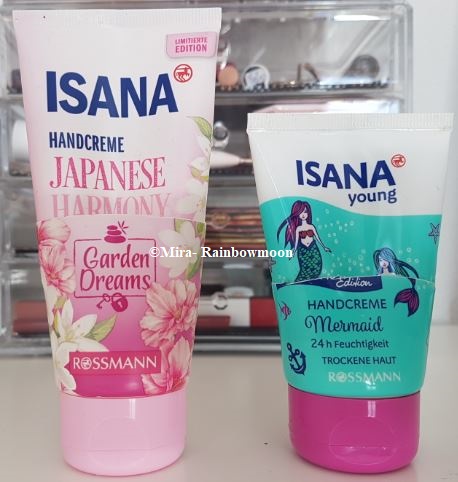 LIMITIERTE
EDITION
ISANA
HANDCREME
JAPANESE
HARMONY
Garden
Dreams
ROSSMANN
©Mira- Rainbowmoon
ISANA
young
Edition
HANDCREME
Mermaid
24h Feuchtigkeit
TROCKENE HAUT
ROSSMANN